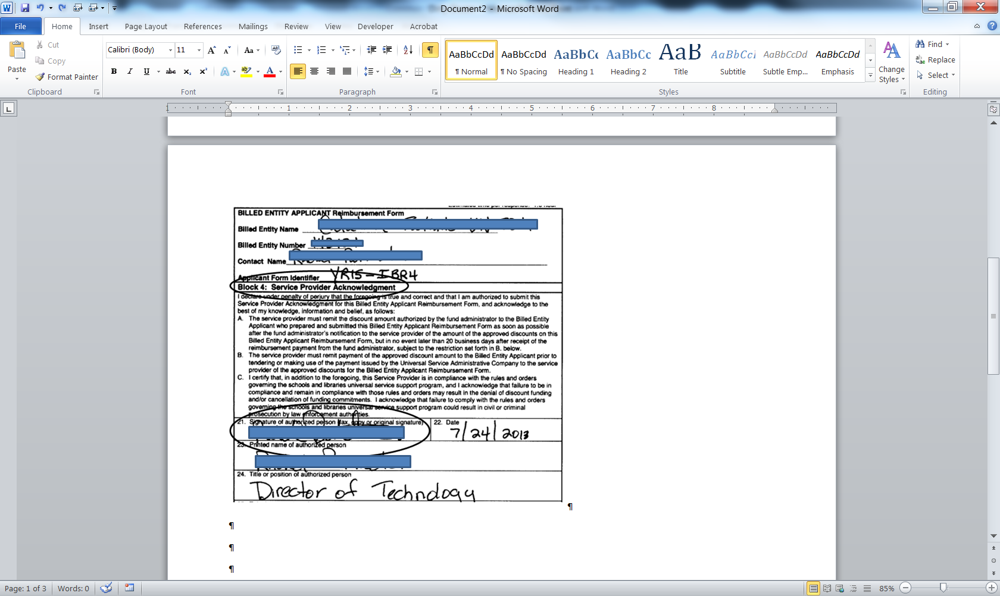 Document2 - Microsoft Word
File Home Insert Page Layout References Mailings Review View Developer Acrobat
Cut
Copy
Format Painter
Paste
Clipboard
Calibri (Body) 11
Font
Paragraph
AaBbCcDd AaBbCcDd AaBbCc AaBbCc AaB AaBbCcI AaBbCcDd AaBbCcDd
¶ Normal ¶ No Spacing Heading 1 Heading 2 Title Subtitle Subtle Emp... Emphasis
Change Styles
Styles
Find
Replace
Select
Editing
1 1 2 3 4 5 6 7 8
BILLED ENTITY APPLICANT Reimbursement Form
Billed Entity Name
Billed Entity Number
Contact Name
Applicant Form Identifier YR15-IBR4
Block 4: Service Provider Acknowledgment
I declare under penalty of perjury that the foregoing is true and correct and that I am authorized to submit this
Service Provider Acknowledgment for this Billed Entity Applicant Reimbursement Form, and acknowledge to the
best of my knowledge, information and belief, as follows:
A. The service provider must remit the discount amount authorized by the fund administrator to the Billed Entity
Applicant who prepared and submitted this Billed Entity Applicant Reimbursement Form as soon as possible
after the fund administrator's notification to the service provider of the amount of the approved discounts on this
Billed Entity Applicant Reimbursement Form, but in no event later than 20 business days after receipt of the
reimbursement payment from the fund administrator, subject to the restriction set forth in B. below.
B. The service provider must remit payment of the approved discount amount to the Billed Entity Applicant prior to
tendering or making use of the payment issued by the Universal Service Administrative Company to the service
provider of the approved discounts for the Billed Entity Applicant Reimbursement Form.
C. I certify that, in addition to the foregoing, this Service Provider is in compliance with the rules and orders
governing the schools and libraries universal service support program, and I acknowledge that failure to be in
compliance and remain in compliance with those rules and orders may result in the denial of discount funding
and/or cancellation of funding commitments. I acknowledge that failure to comply with the rules and orders
governing the schools and libraries universal service support program could result in civil or criminal
prosecution by law enforcement authorities.
21. Signature of authorized person (fax, copy or original signature) 22. Date
7/24/2013
23. Printed name of authorized person
24. Title or position of authorized person
Director of Technology
Page: 1 of 3 Words: 0 85%